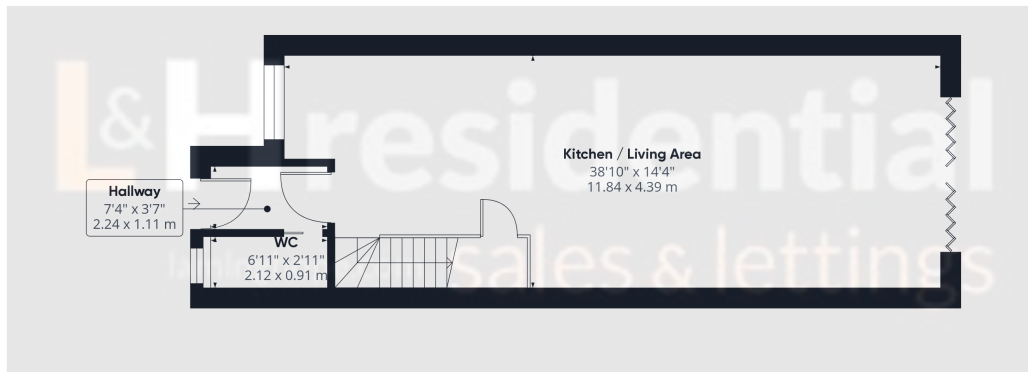 L&H residential
sales & lettings
Kitchen / Living Area
38'10" x 14'4"
11.84 x 4.39 m
Hallway
7'4" x 3'7"
2.24 x 1.11 m
WC
6'11" x 2'11"
2.12 x 0.91 m